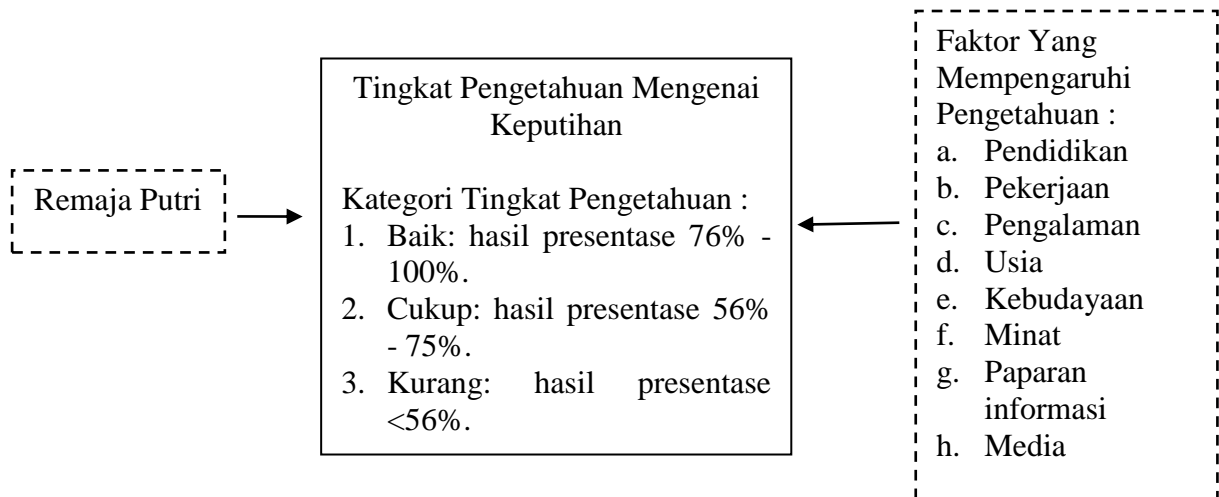 Remaja Putri
Tingkat Pengetahuan Mengenai
Keputihan
Kategori Tingkat Pengetahuan :
1. Baik: hasil presentase 76% -
100%.
2. Cukup: hasil presentase 56%
- 75%.
3. Kurang: hasil presentase
<56%.
Faktor Yang
Mempengaruhi
Pengetahuan :
a. Pendidikan
b. Pekerjaan
c. Pengalaman
d. Usia
e. Kebudayaan
f. Minat
g. Paparan
informasi
h. Media